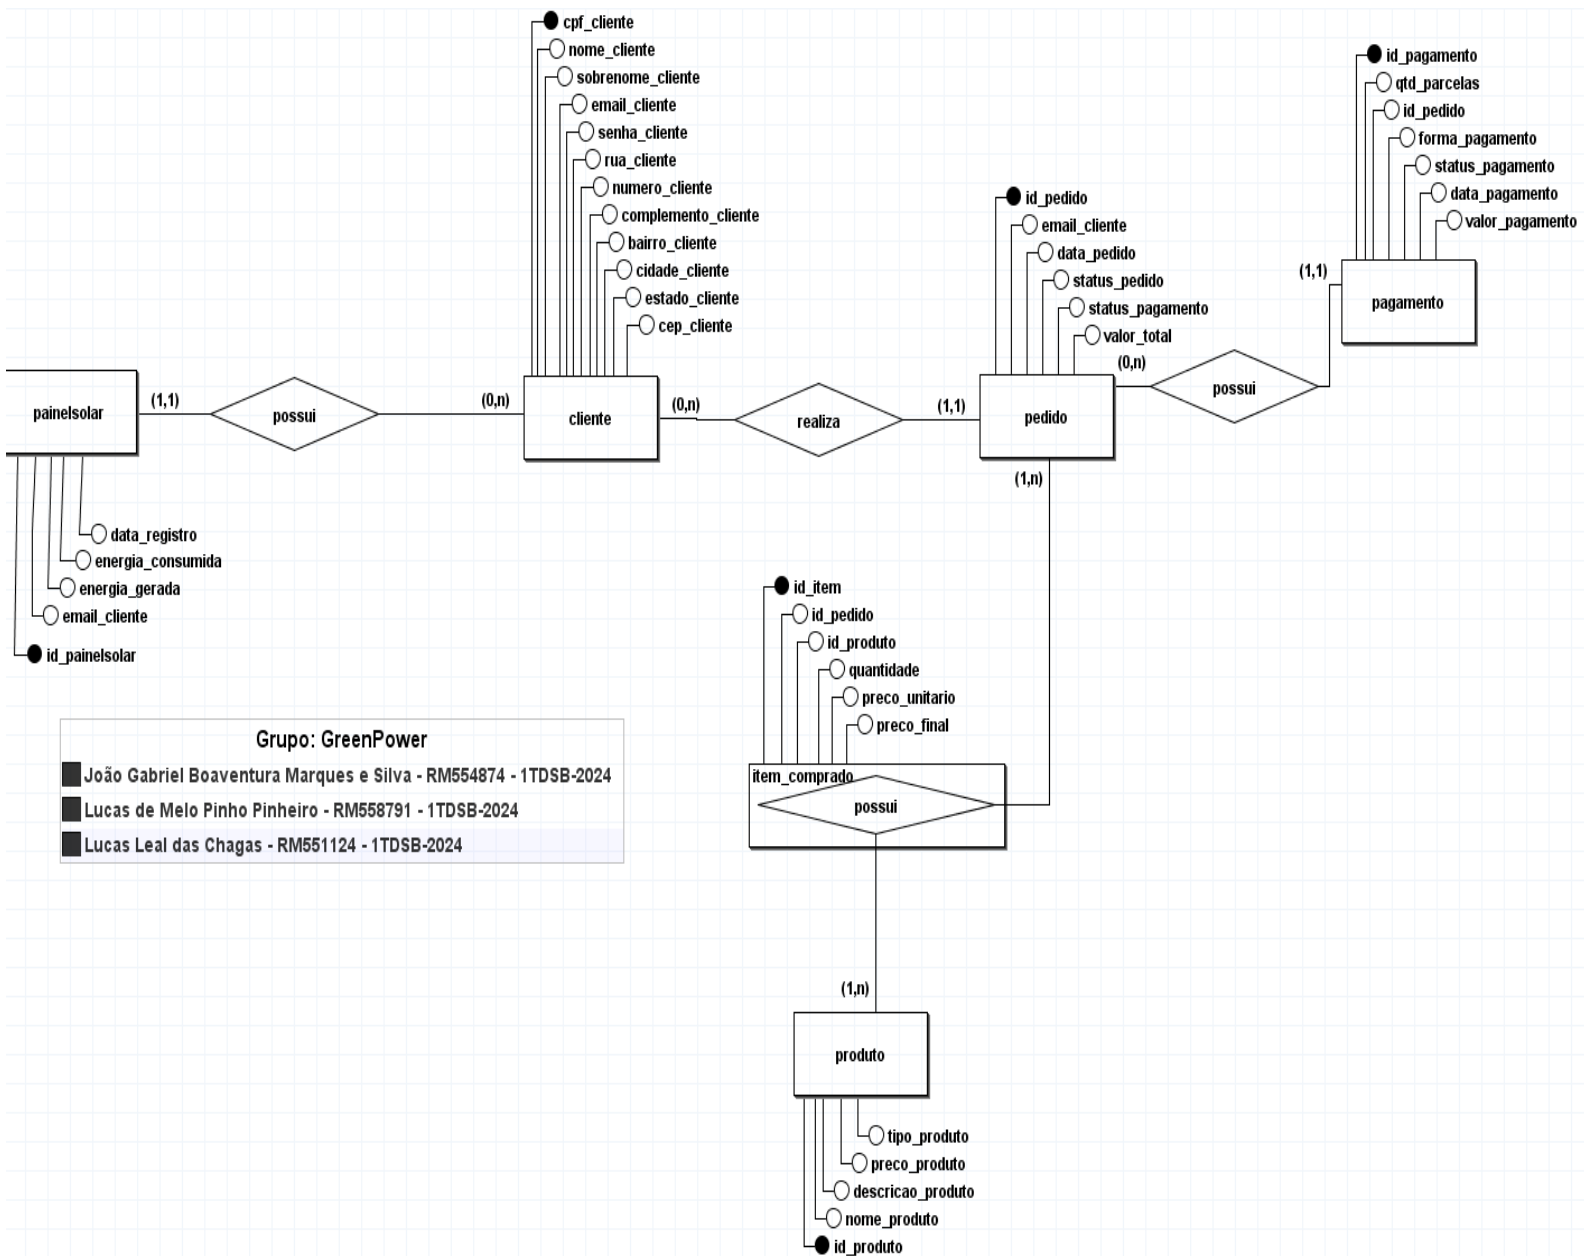 cpf_cliente
nome_cliente
sobrenome_cliente
email_cliente
senha_cliente
rua_cliente
numero_cliente
complemento_cliente
bairro_cliente
cidade_cliente
estado_cliente
cep_cliente
id_pagamento
qtd_parcelas
id_pedido
forma_pagamento
status_pagamento
data_pagamento
valor_pagamento
(1,1)
pagamento
id_pedido
email_cliente
data_pedido
status_pedido
status_pagamento
valor_total
(0,n)
possui
painelsolar
(1,1)
possui
(0,n)
cliente
(0,n)
realiza
(1,1)
pedido
(1,n)
data_registro
energia_consumida
energia_gerada
email_cliente
id_painelsolar
id_item
id_pedido
id_produto
quantidade
preco_unitario
preco_final
item_comprado
possui
Grupo: GreenPower
João Gabriel Boaventura Marques e Silva - RM554874 - 1TDSB-2024
Lucas de Melo Pinho Pinheiro - RM558791 - 1TDSB-2024
Lucas Leal das Chagas - RM551124 - 1TDSB-2024
(1,n)
produto
tipo_produto
preco_produto
descricao_produto
nome_produto
id_produto